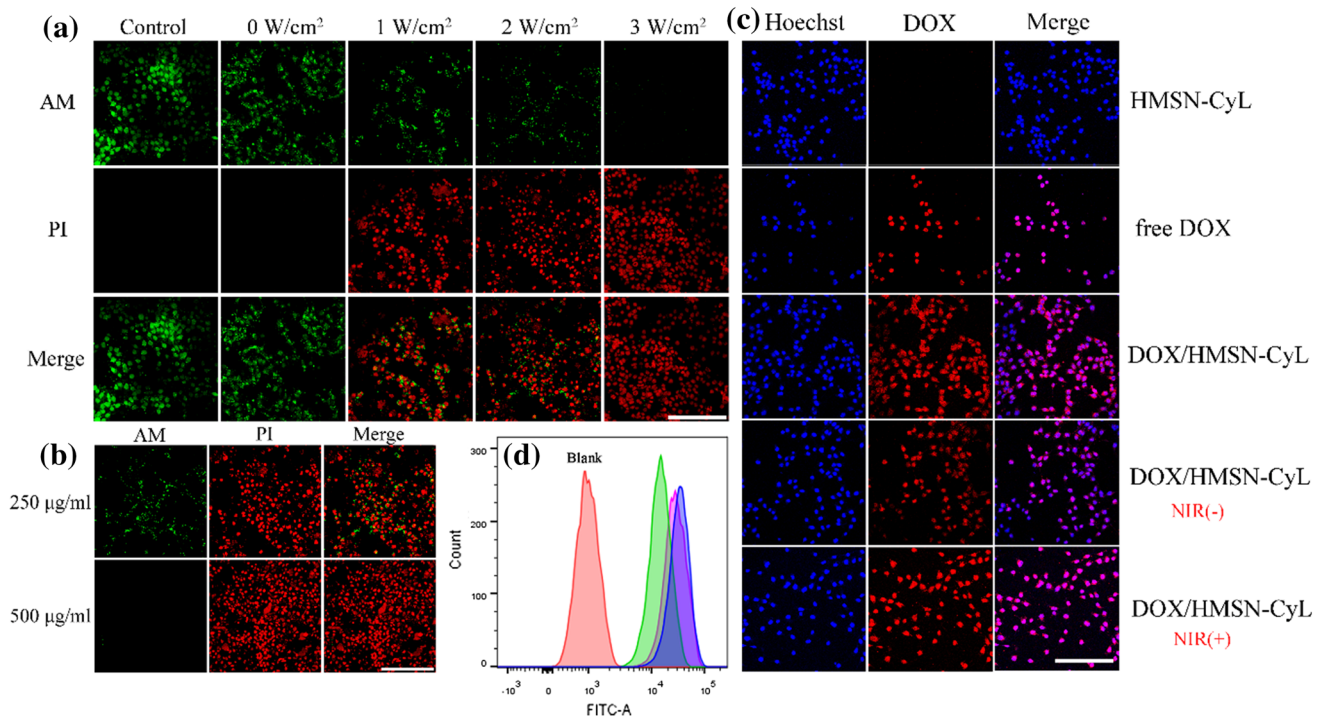 (a)
Control 0 W/cm² 1 W/cm² 2 W/cm² 3 W/cm²
AM
PI
Merge
(b)
AM PI Merge
250 μg/ml
500 μg/ml
(c)
Hoechst DOX Merge
HMSN-CyL
free DOX
DOX/HMSN-CyL
DOX/HMSN-CyL
NIR(-)
DOX/HMSN-CyL
NIR(+)
(d)
Blank
Count
300
200
100
0
-10³ 0 10³ 10⁴ 10⁵
FITC-A